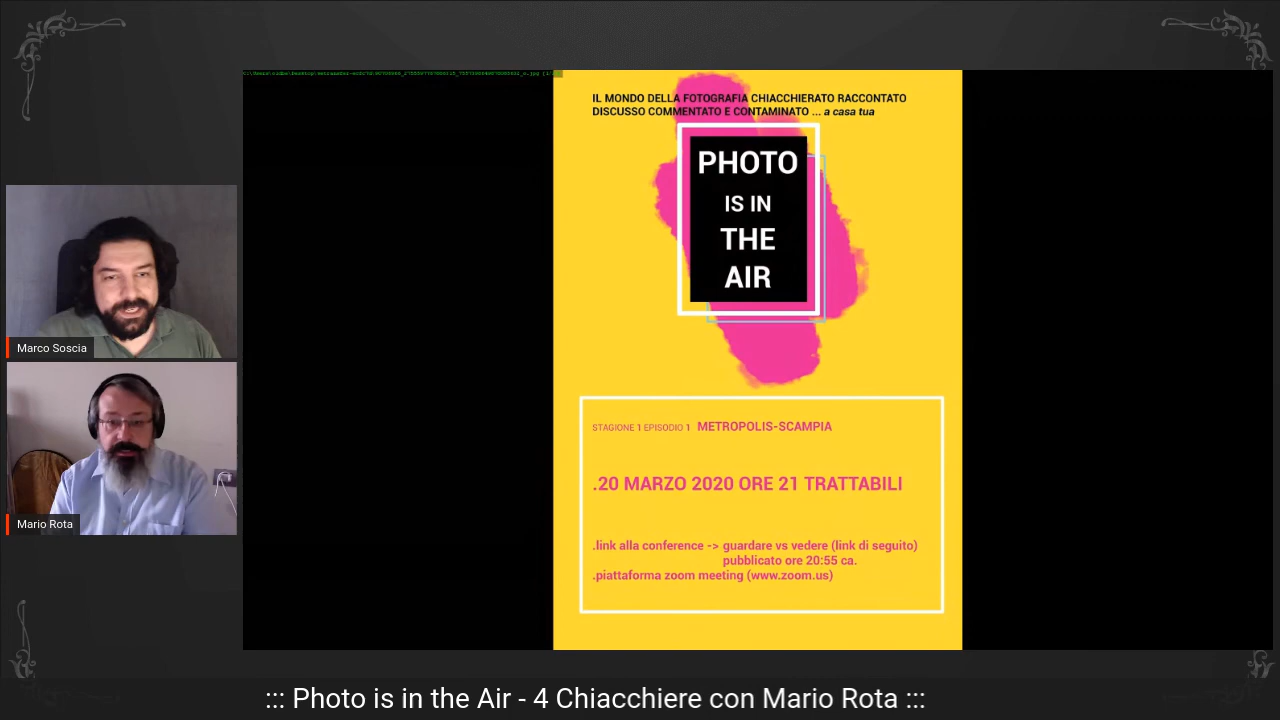 IL MONDO DELLA FOTOGRAFIA CHIACCHIERATO RACCONTATO
DISCUSSO COMMENTATO E CONTAMINATO ... a casa tua
PHOTO
IS IN
THE
AIR
Marco Soscia
Mario Rota
STAGIONE 1 EPISODIO 1 METROPOLIS-SCAMPIA
.20 MARZO 2020 ORE 21 TRATTABILI
.link alla conference -> guardare vs vedere (link di seguito)
pubblicato ore 20:55 ca.
.piattaforma zoom meeting (www.zoom.us)
::: Photo is in the Air - 4 Chiacchiere con Mario Rota :::